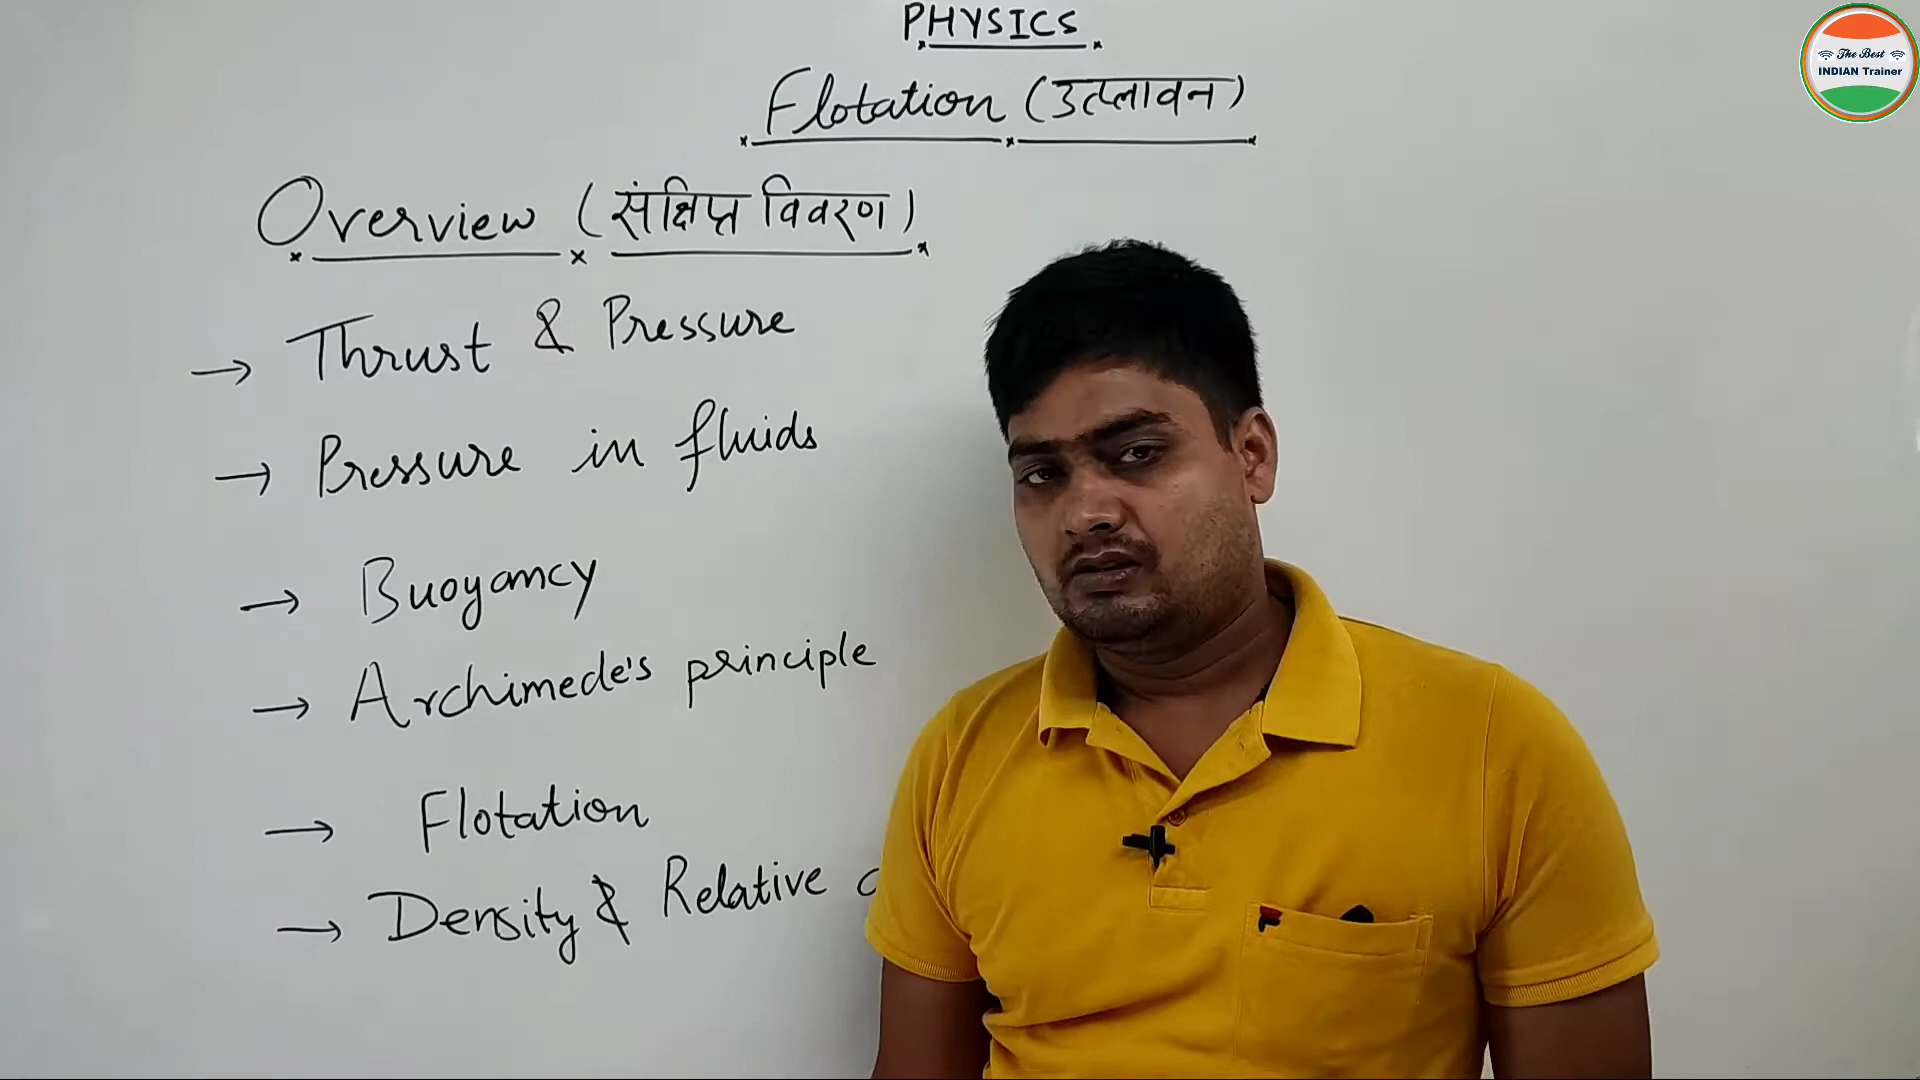 PHYSICS
The Best
INDIAN Trainer
Flotation (उत्प्लावन)
Overview (संक्षिप्त विवरण)
→ Thrust & Pressure
→ Pressure in fluids
→ Buoyancy
→ Archimede's principle
→ Flotation
→ Density & Relative